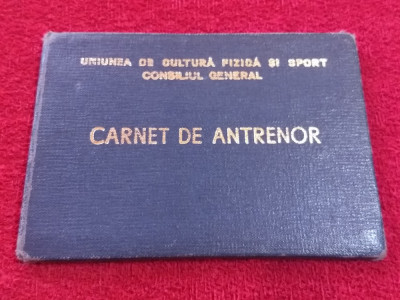 UNIUNEA DE CULTURĂ FIZICĂ ȘI SPORT
CONSILIUL GENERAL
CARNET DE ANTRENOR